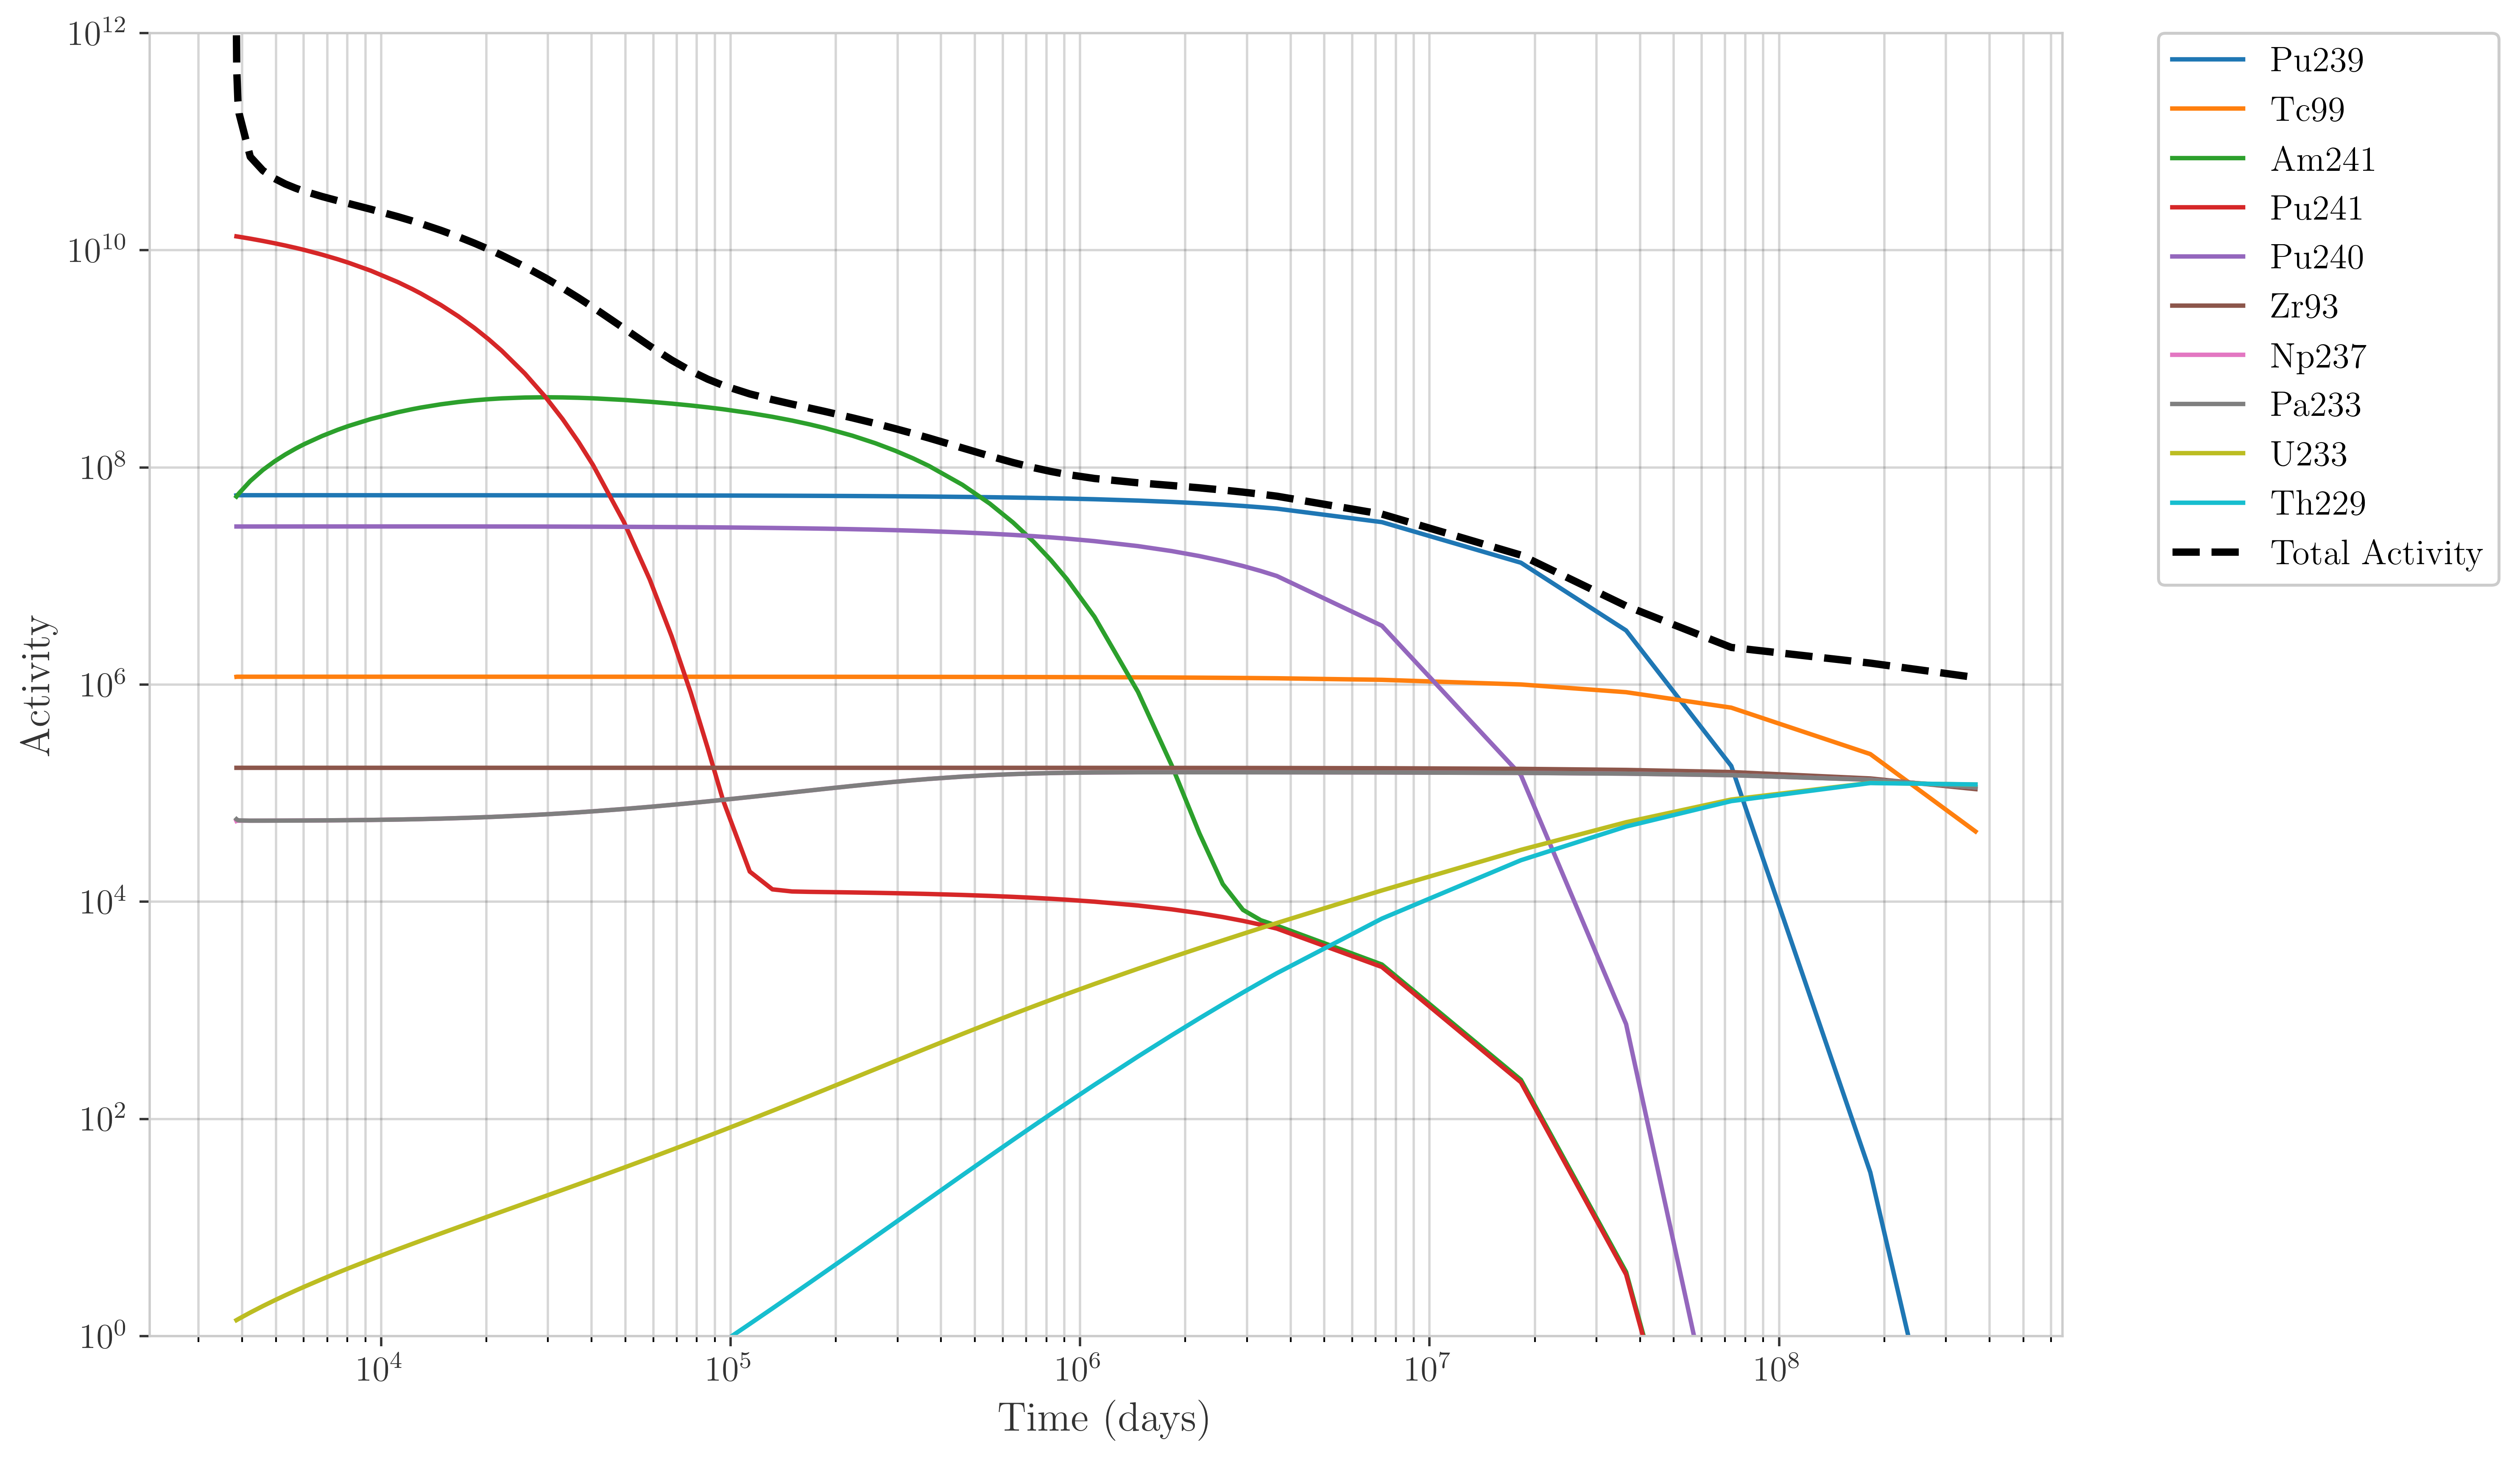 10^12
10^10
10^8
10^6
10^4
10^2
10^0
Activity
10^4
10^5
10^6
10^7
10^8
Time (days)
Pu239
Tc99
Am241
Pu241
Pu240
Zr93
Np237
Pa233
U233
Th229
Total Activity